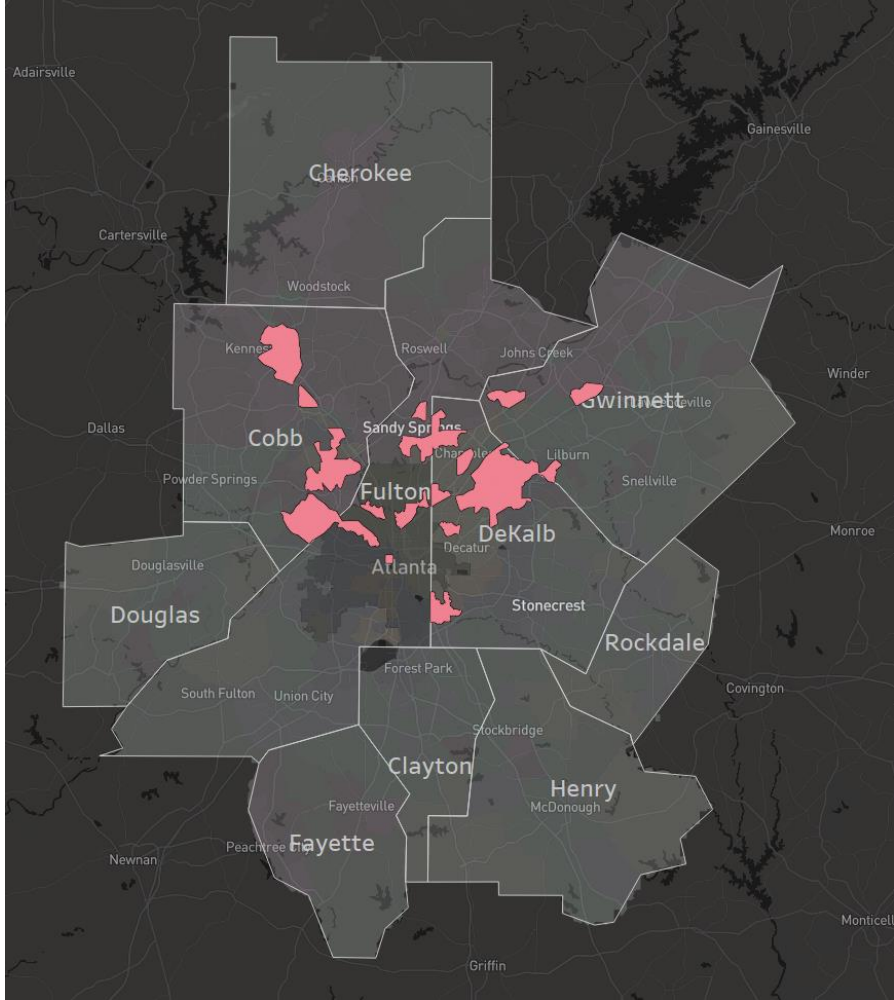 Adairsville
Gainesville
Cherokee
Cartersville
Woodstock
Roswell
Johns Creek
Winder
Gwinnett
Dallas
Sandy Springs
Cobb
Lilburn
Powder Springs
Snellville
Fulton
DeKalb
Monroe
Decatur
Douglasville
Atlanta
Stonecrest
Douglas
Rockdale
Forest Park
South Fulton
Union City
Covington
Stockbridge
Clayton
Henry
Fayetteville
McDonough
Peachtree City
Fayette
Newnan
Monticell
Griffin